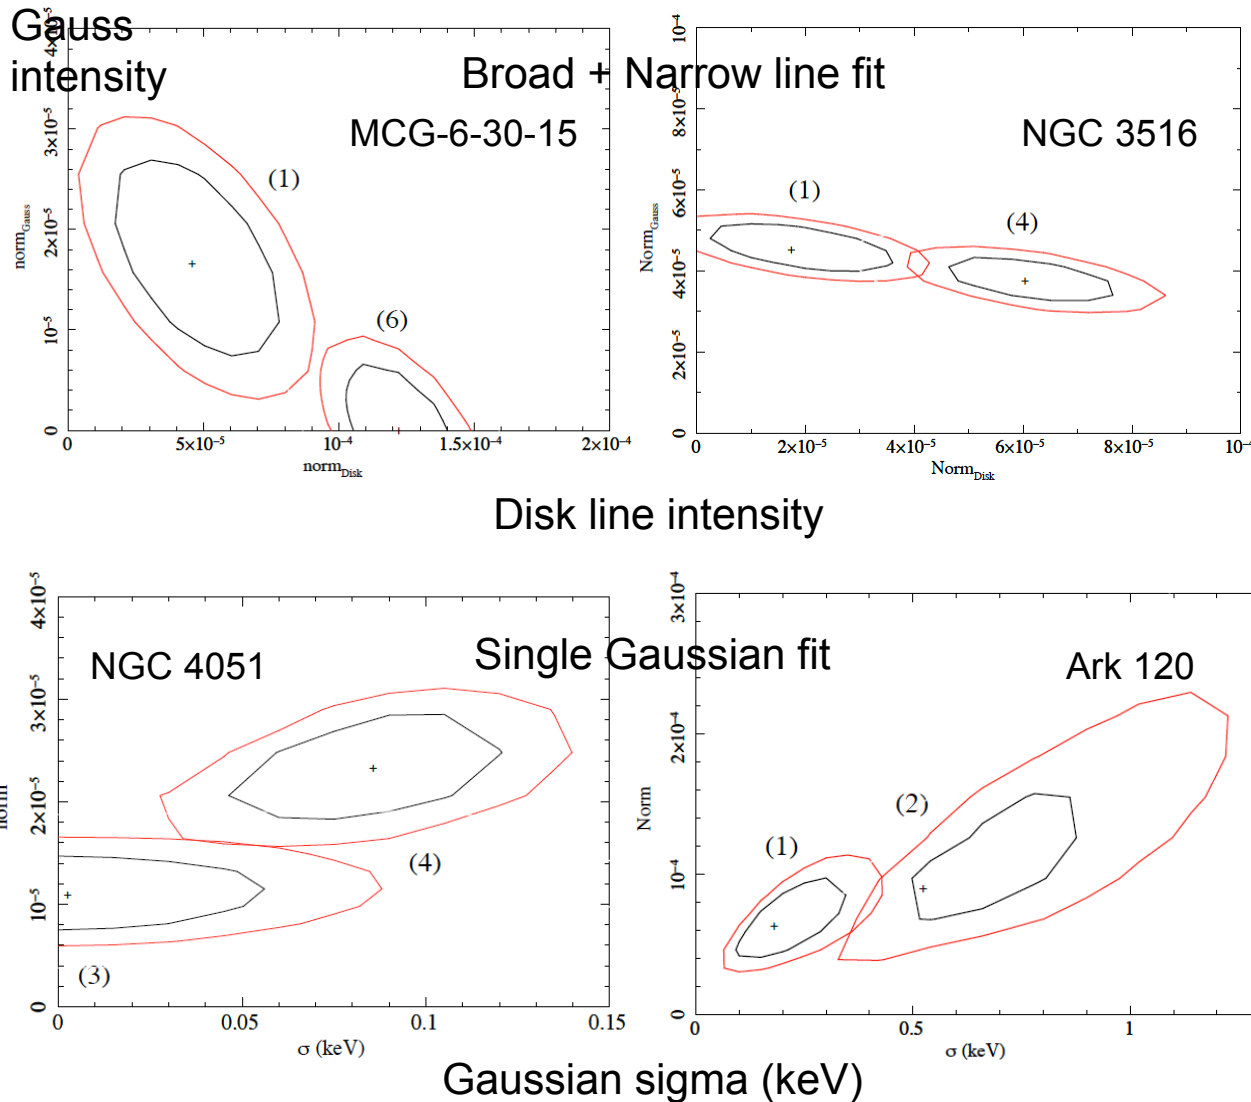 Gauss
intensity
Broad + Narrow line fit
MCG-6-30-15
NGC 3516
(1)
(6)
norm_Gauss
0
10⁻⁵
2×10⁻⁵
3×10⁻⁵
4×10⁻⁵
0
5×10⁻⁵
10⁻⁴
1.5×10⁻⁴
2×10⁻⁴
norm_Disk
(1)
(4)
Norm_Gauss
0
2×10⁻⁵
4×10⁻⁵
6×10⁻⁵
8×10⁻⁵
10⁻⁴
0
2×10⁻⁵
4×10⁻⁵
6×10⁻⁵
8×10⁻⁵
10⁻⁴
Norm_Disk
Disk line intensity
NGC 4051
Single Gaussian fit
Ark 120
(4)
(3)
norm
0
10⁻⁵
2×10⁻⁵
3×10⁻⁵
4×10⁻⁵
0
0.05
0.1
0.15
σ (keV)
(1)
(2)
Norm
0
10⁻⁴
2×10⁻⁴
3×10⁻⁴
0
0.5
1
σ (keV)
Gaussian sigma (keV)